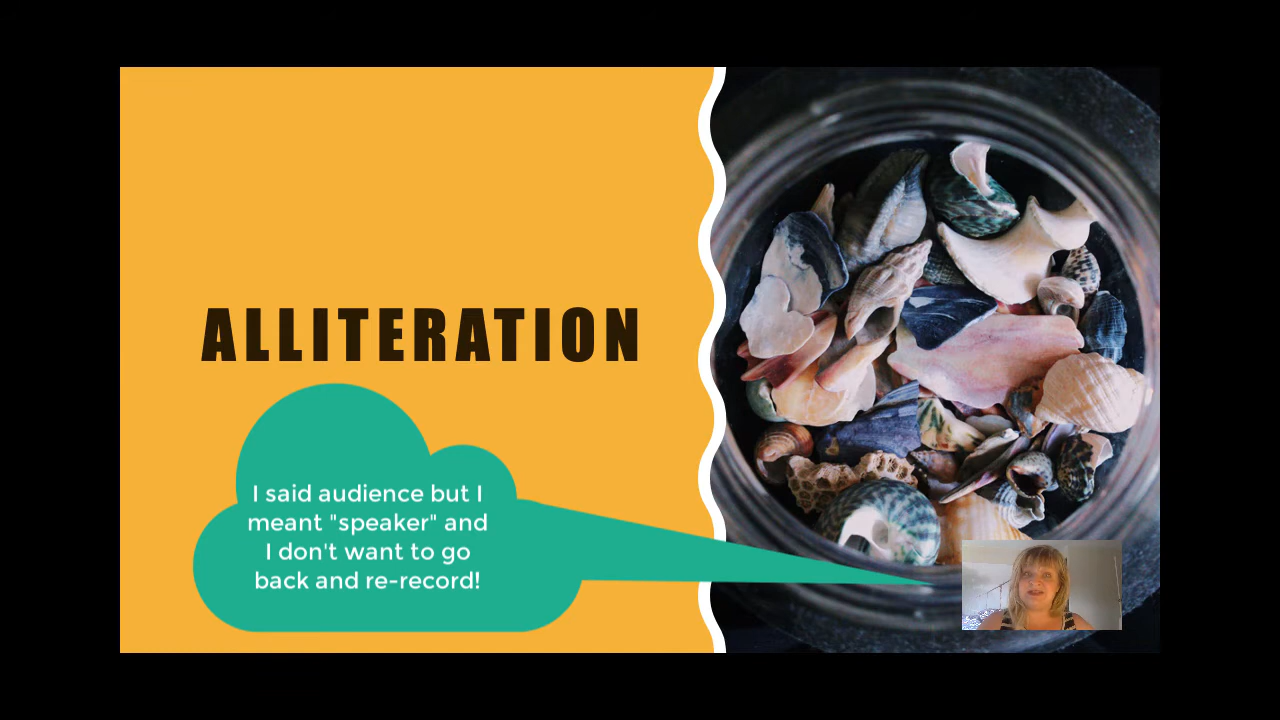 ALLITERATION
I said audience but I
meant "speaker" and
I don't want to go
back and re-record!